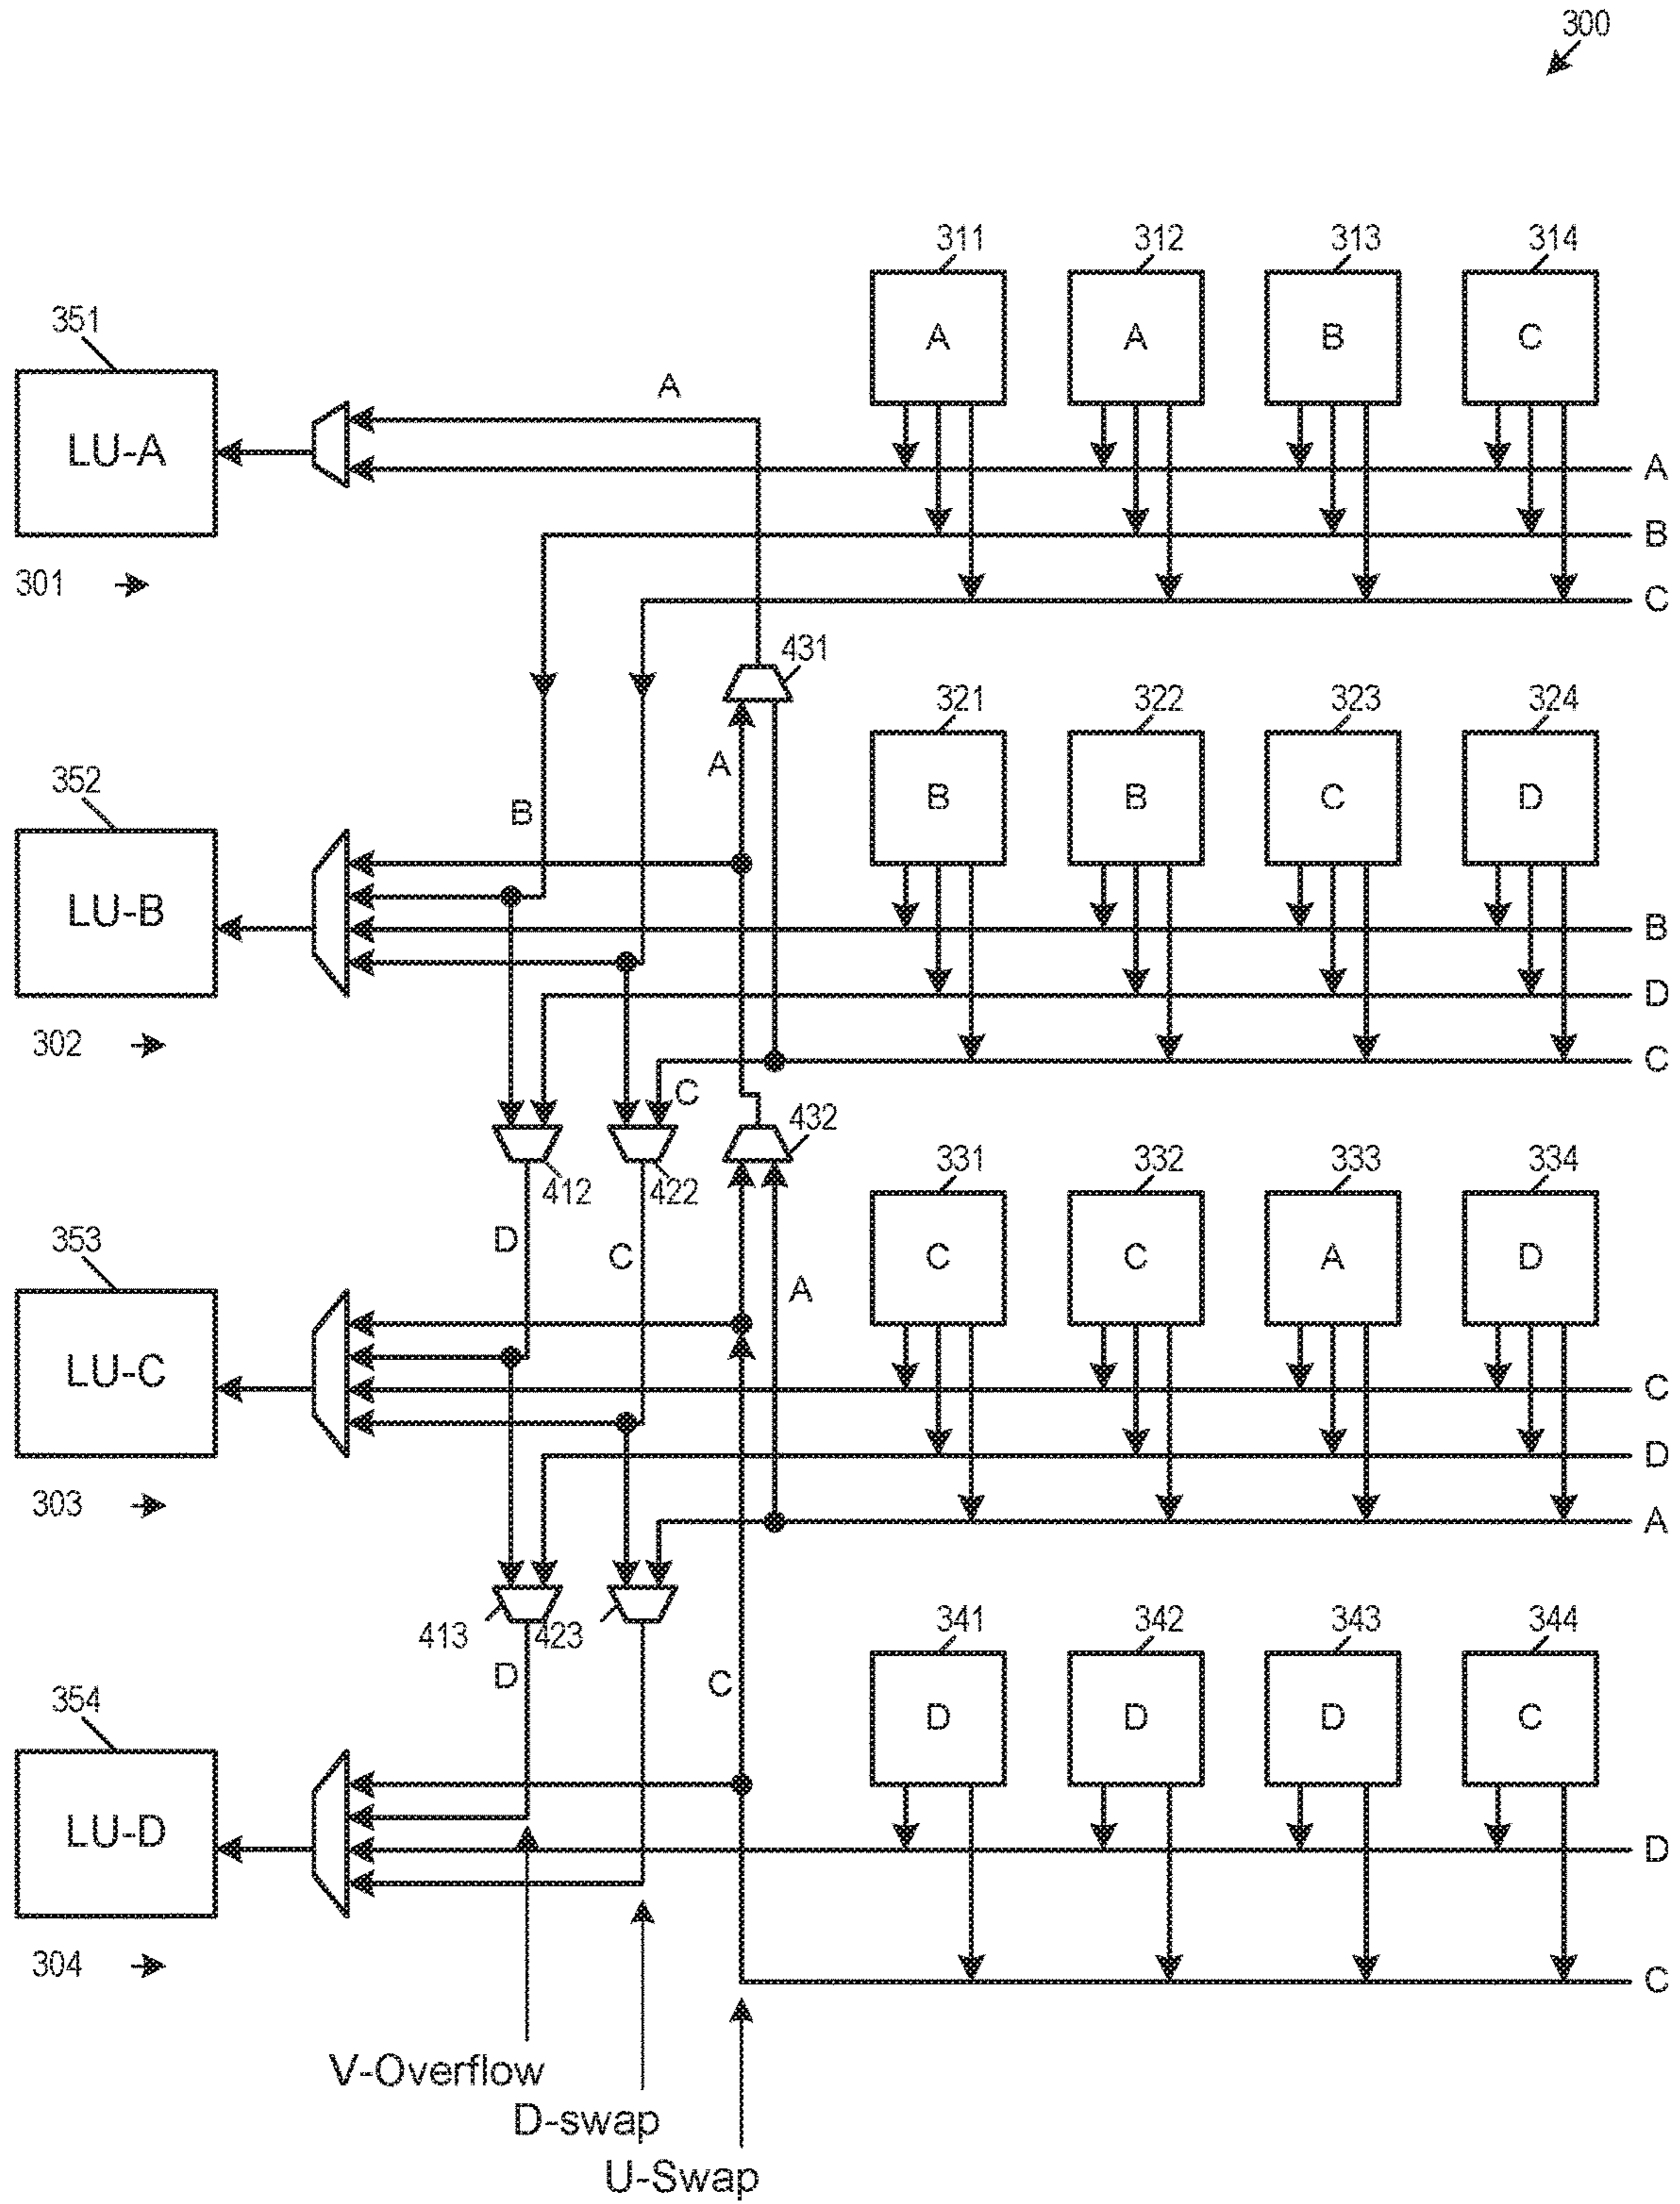 300
311 312 313 314
351
A A B C
A
LU-A
A
B
301
C
431
321 322 323 324
A
352
B B C D
B
LU-B
B
D
302
C
C
432
331 332 333 334
412 422
353
D C
C C A D
A
LU-C
C
D
303
A
341 342 343 344
413 423
D
C
354
D D D C
LU-D
D
304
C
V-Overflow
D-swap
U-Swap